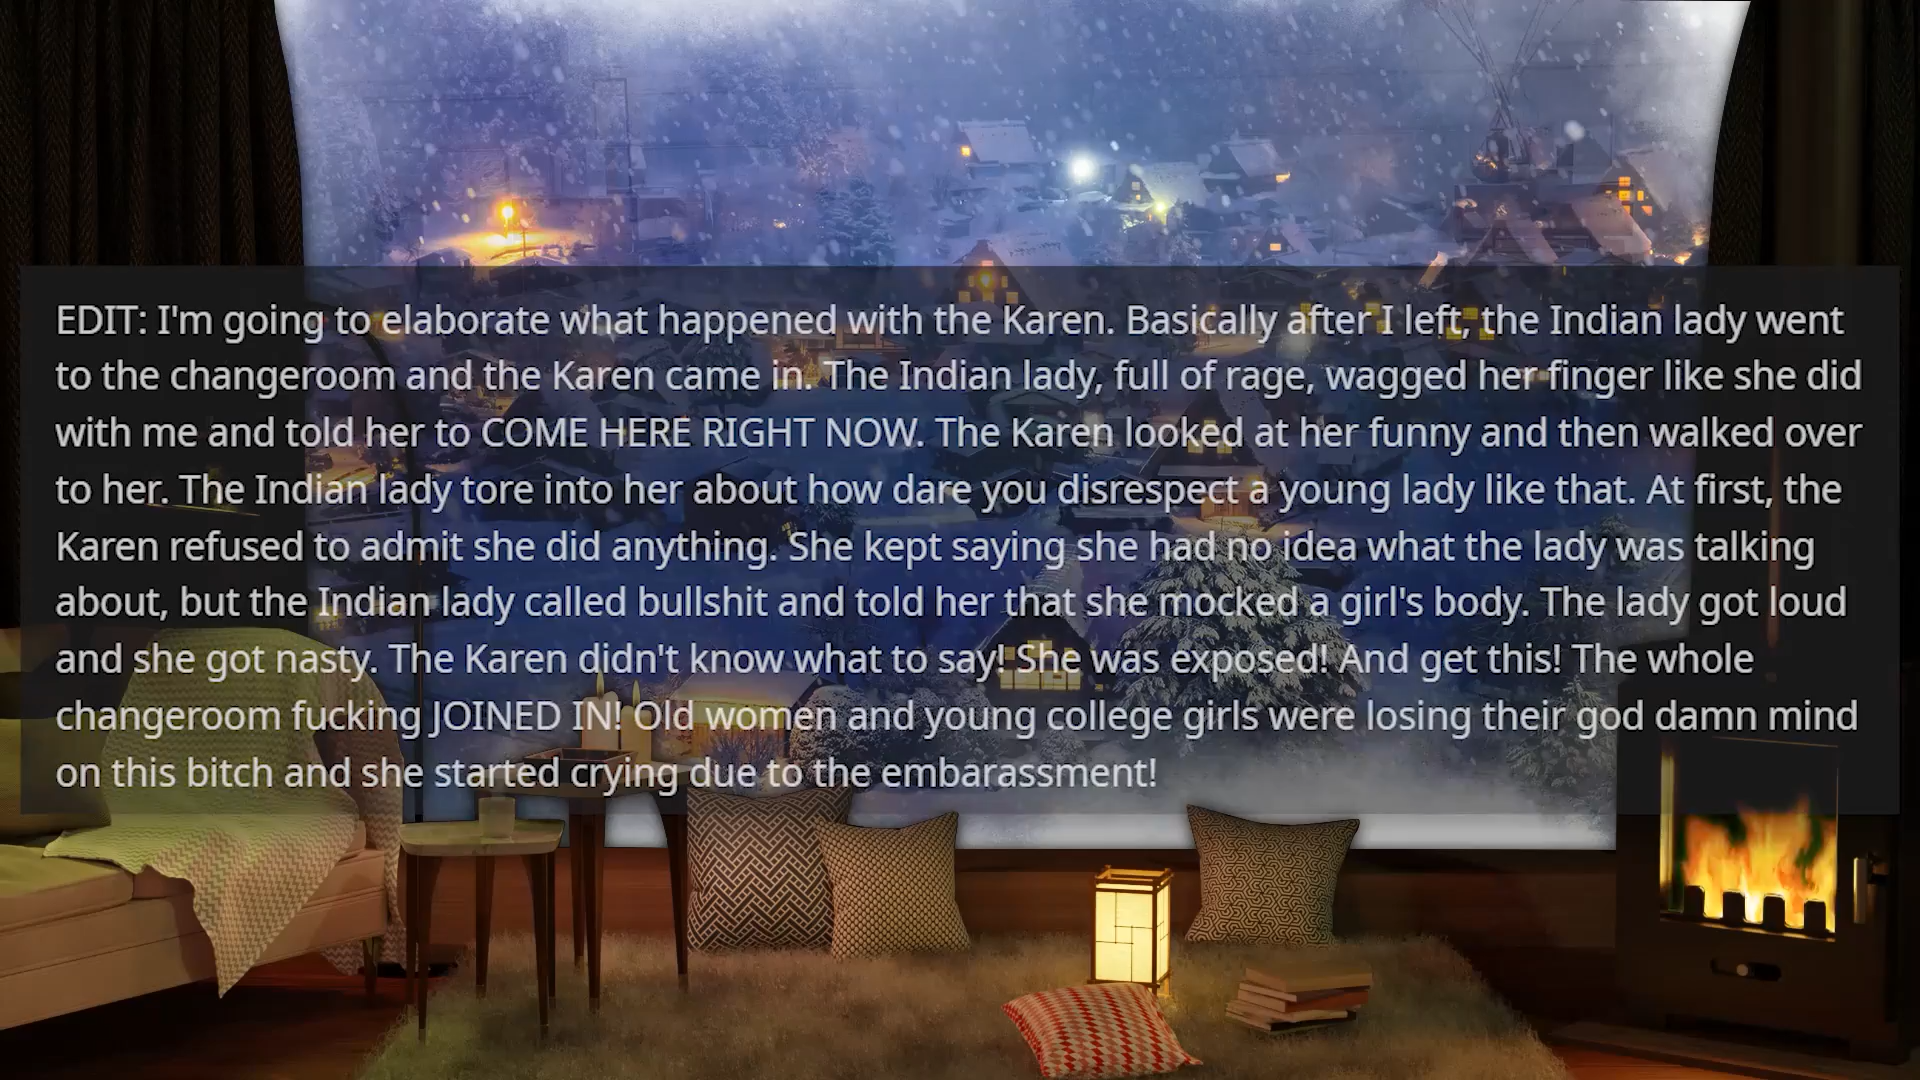 EDIT: I'm going to elaborate what happened with the Karen. Basically after I left, the Indian lady went
to the changeroom and the Karen came in. The Indian lady, full of rage, wagged her finger like she did
with me and told her to COME HERE RIGHT NOW. The Karen looked at her funny and then walked over
to her. The Indian lady tore into her about how dare you disrespect a young lady like that. At first, the
Karen refused to admit she did anything. She kept saying she had no idea what the lady was talking
about, but the Indian lady called bullshit and told her that she mocked a girl's body. The lady got loud
and she got nasty. The Karen didn't know what to say! She was exposed! And get this! The whole
changeroom fucking JOINED IN! Old women and young college girls were losing their god damn mind
on this bitch and she started crying due to the embarassment!